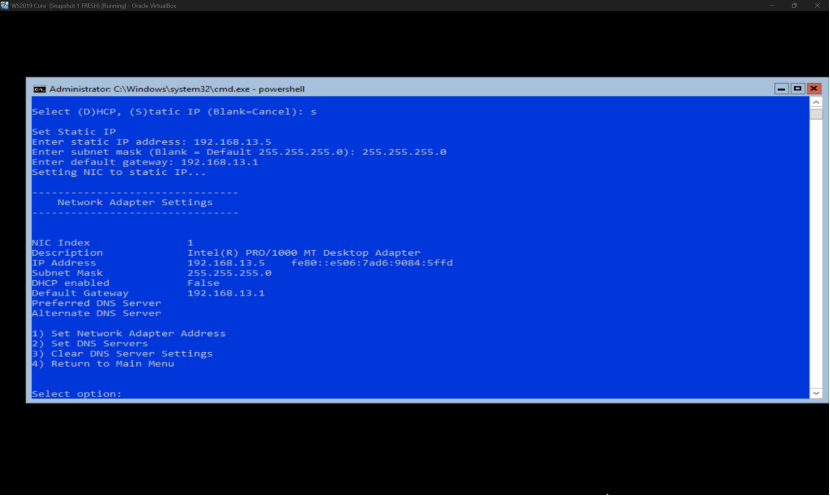 WS2019 Core (Snapshot 1 FRESH) [Running] - Oracle VirtualBox
Administrator: C:\Windows\system32\cmd.exe - powershell
Select (D)HCP, (S)tatic IP (Blank=Cancel): s
Set Static IP
Enter static IP address: 192.168.13.5
Enter subnet mask (Blank = Default 255.255.255.0): 255.255.255.0
Enter default gateway: 192.168.13.1
Setting NIC to static IP...
--------------------------------
Network Adapter Settings
--------------------------------
NIC Index 1
Description Intel(R) PRO/1000 MT Desktop Adapter
IP Address 192.168.13.5 fe80::e506:7ad6:9084:5ffd
Subnet Mask 255.255.255.0
DHCP enabled False
Default Gateway 192.168.13.1
Preferred DNS Server
Alternate DNS Server
1) Set Network Adapter Address
2) Set DNS Servers
3) Clear DNS Server Settings
4) Return to Main Menu
Select option: